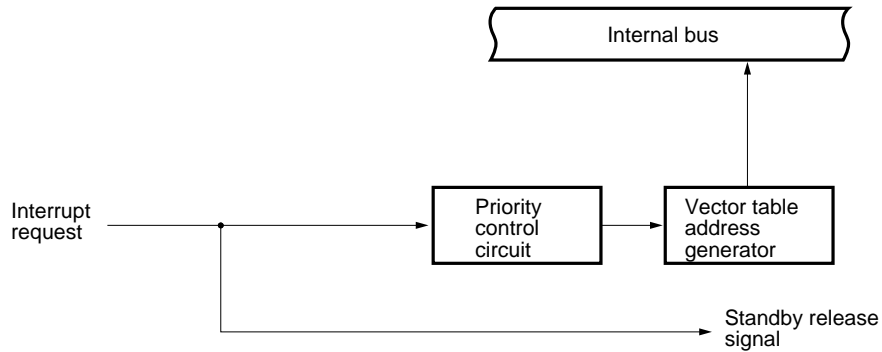 Internal bus
Interrupt
request
Priority
control
circuit
Vector table
address
generator
Standby release
signal